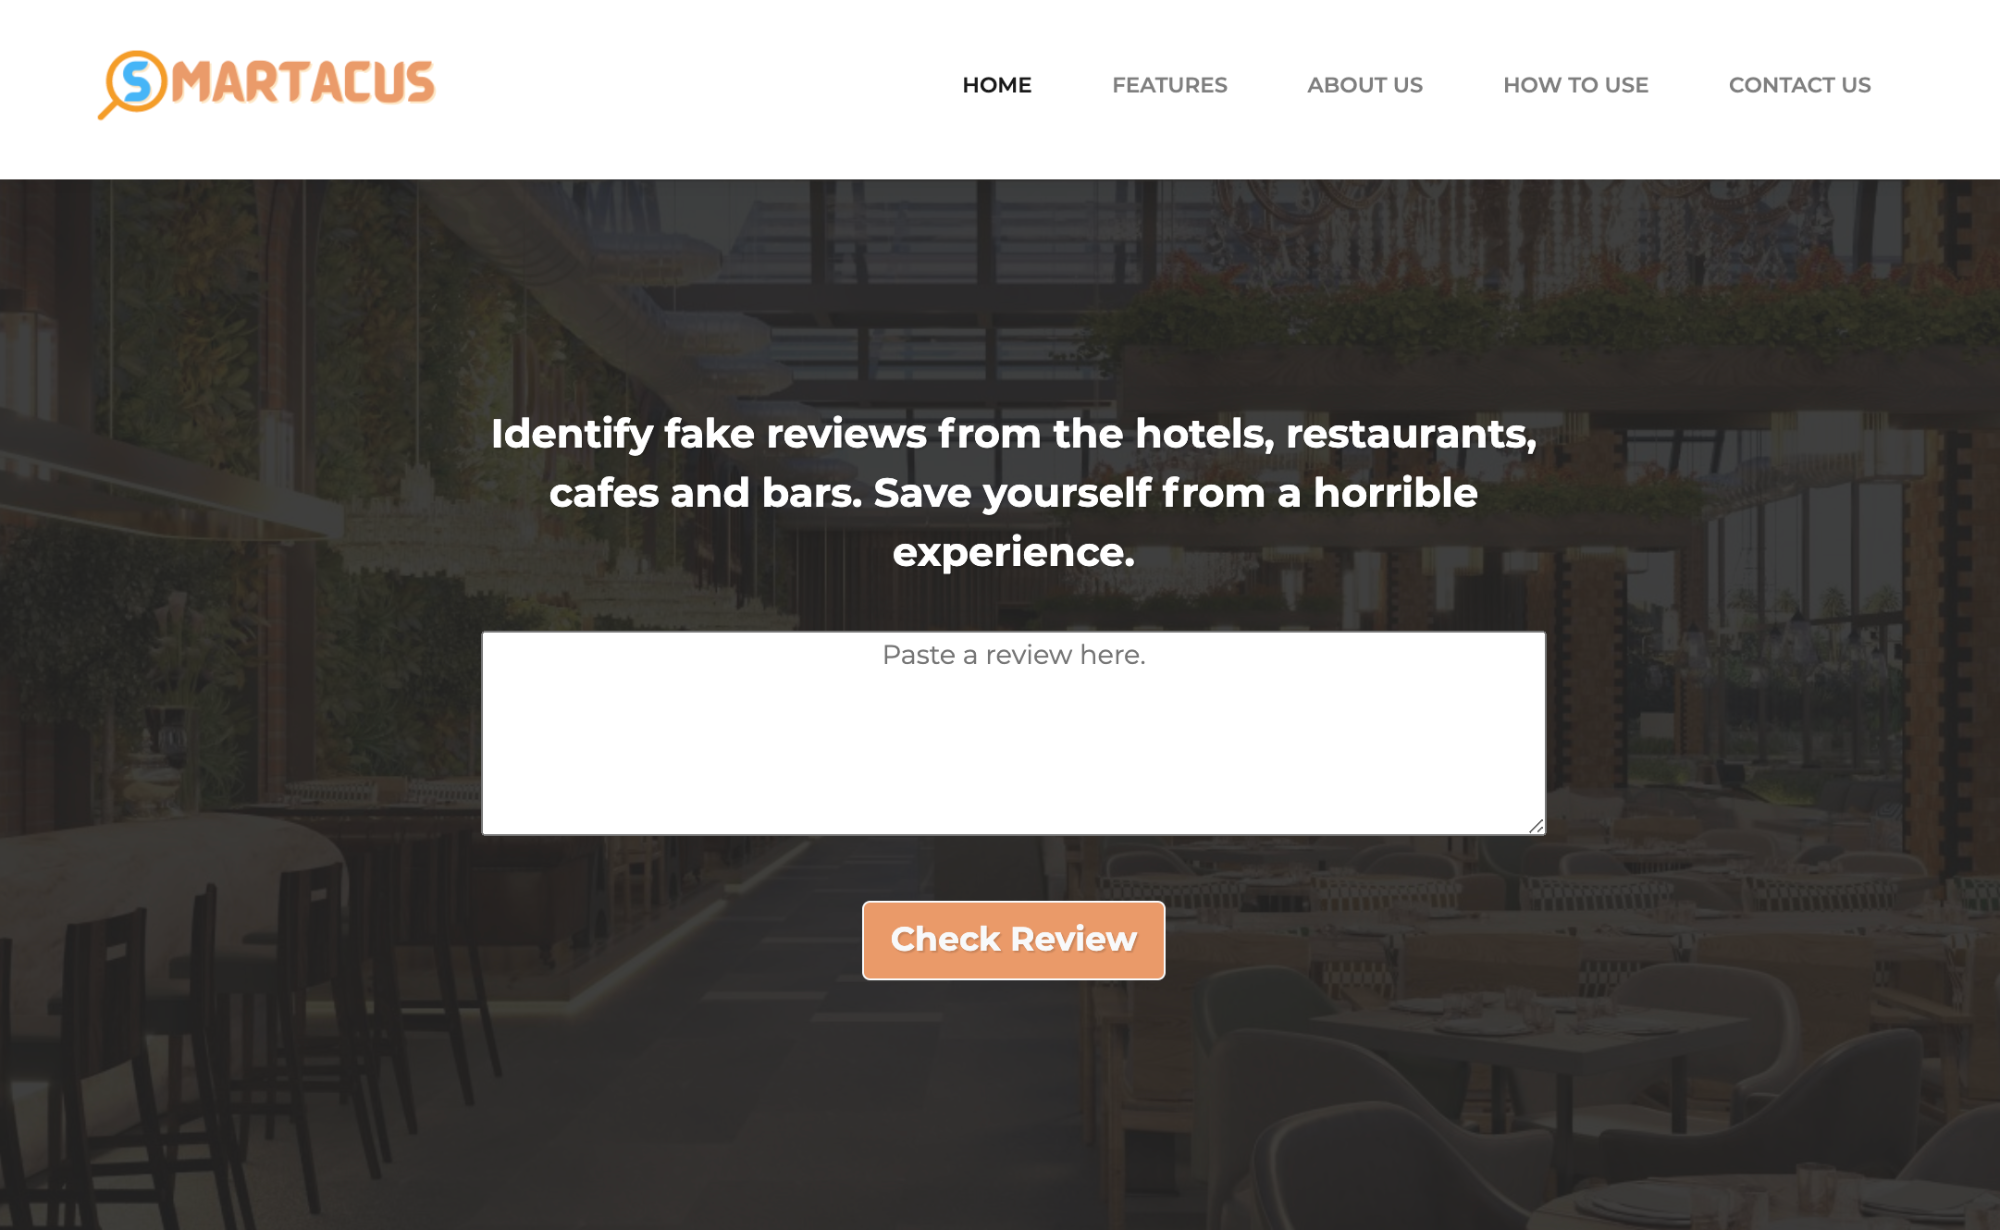 SMARTACUS
HOME FEATURES ABOUT US HOW TO USE CONTACT US
Identify fake reviews from the hotels, restaurants,
cafes and bars. Save yourself from a horrible
experience.
Paste a review here.
Check Review